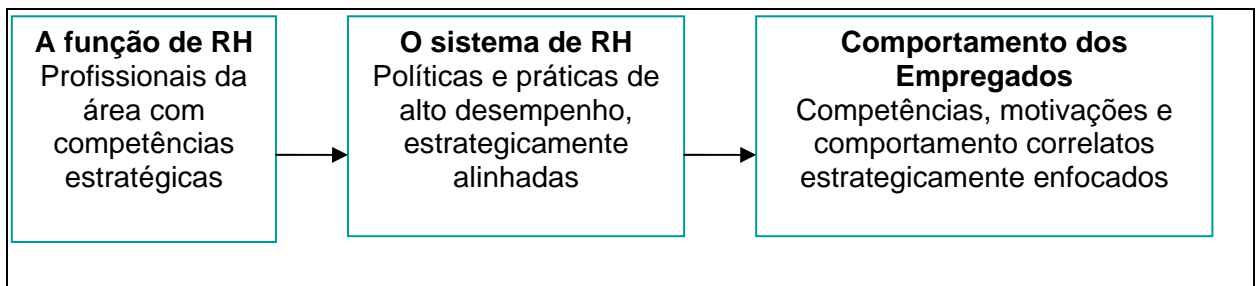 A função de RH
Profissionais da
área com
competências
estratégicas
O sistema de RH
Políticas e práticas de
alto desempenho,
estrategicamente
alinhadas
Comportamento dos
Empregados
Competências, motivações e
comportamento correlatos
estrategicamente enfocados